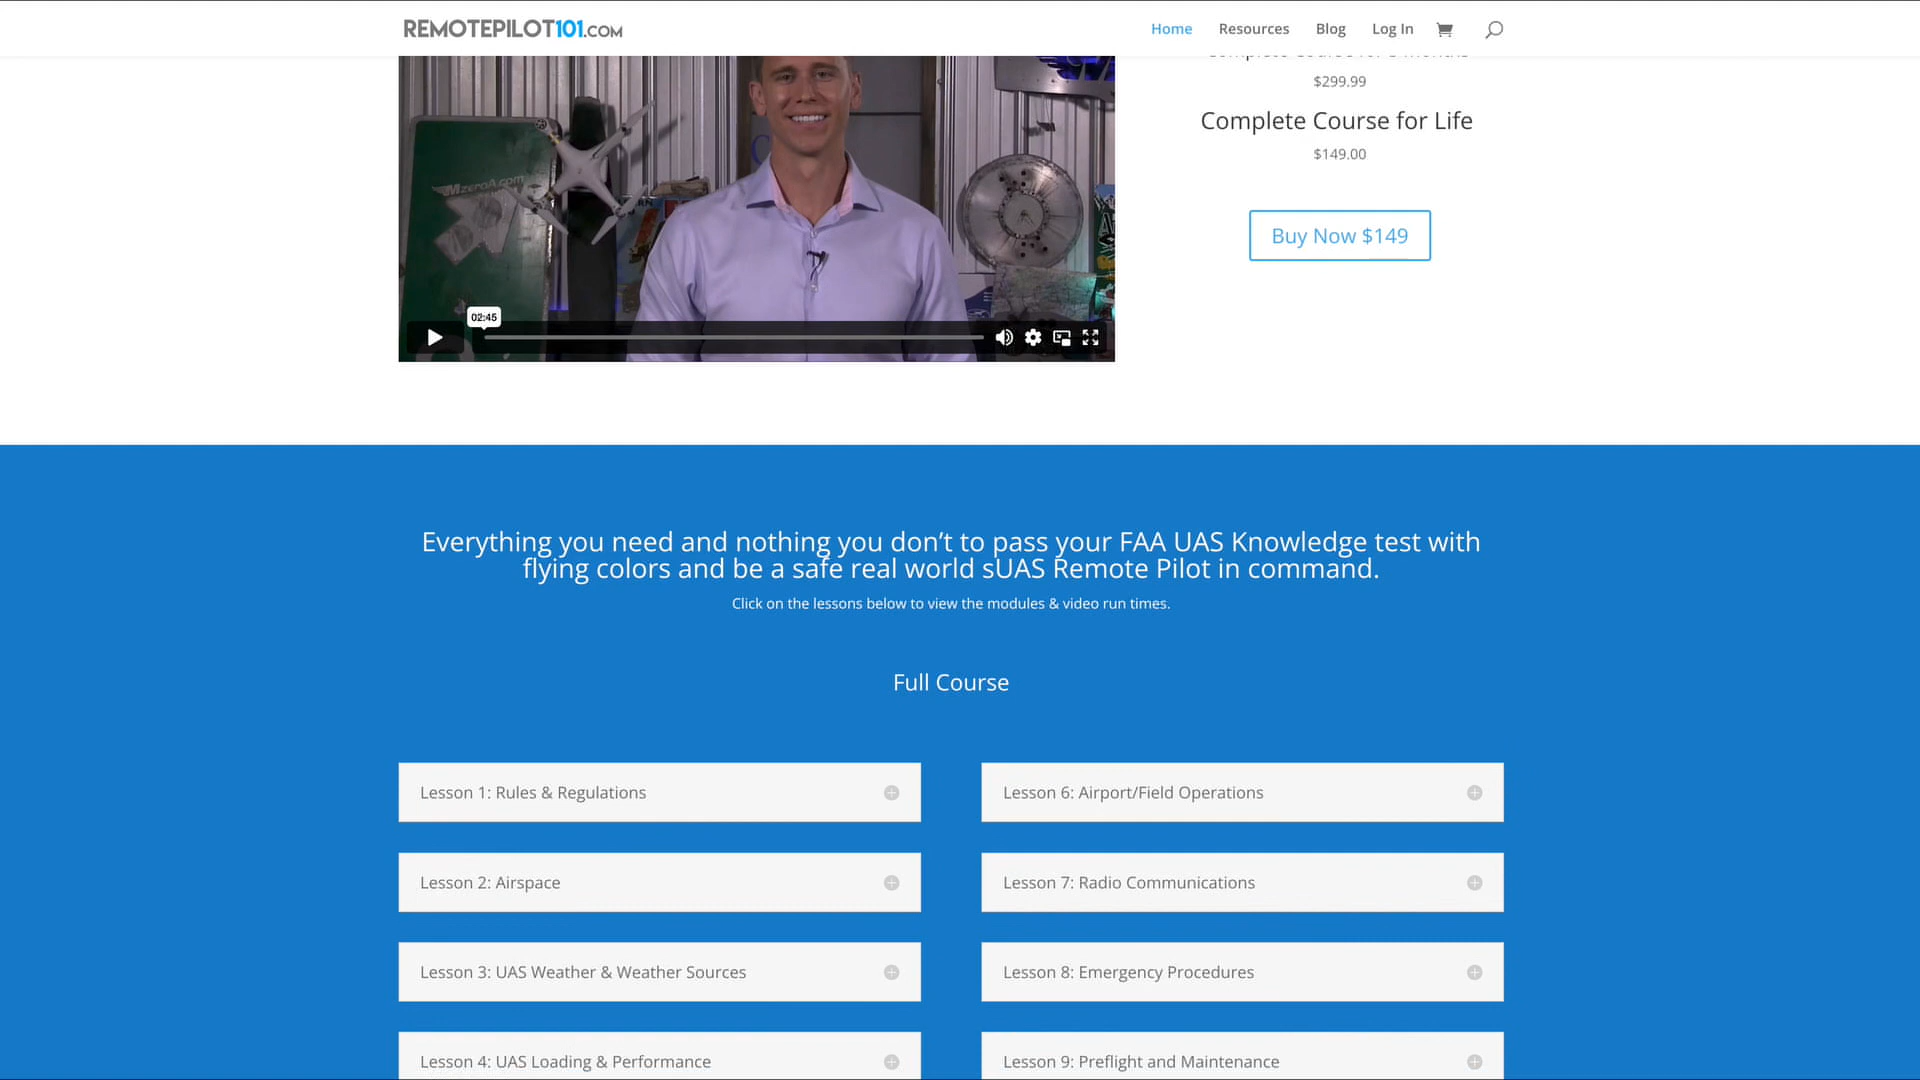 REMOTEPILOT101.COM
Home
Resources
Blog
Log In
$299.99
Complete Course for Life
$149.00
Buy Now $149
MzeroA.com
02:45
Everything you need and nothing you don't to pass your FAA UAS Knowledge test with
flying colors and be a safe real world sUAS Remote Pilot in command.
Click on the lessons below to view the modules & video run times.
Full Course
Lesson 1: Rules & Regulations
Lesson 6: Airport/Field Operations
Lesson 2: Airspace
Lesson 7: Radio Communications
Lesson 3: UAS Weather & Weather Sources
Lesson 8: Emergency Procedures
Lesson 4: UAS Loading & Performance
Lesson 9: Preflight and Maintenance